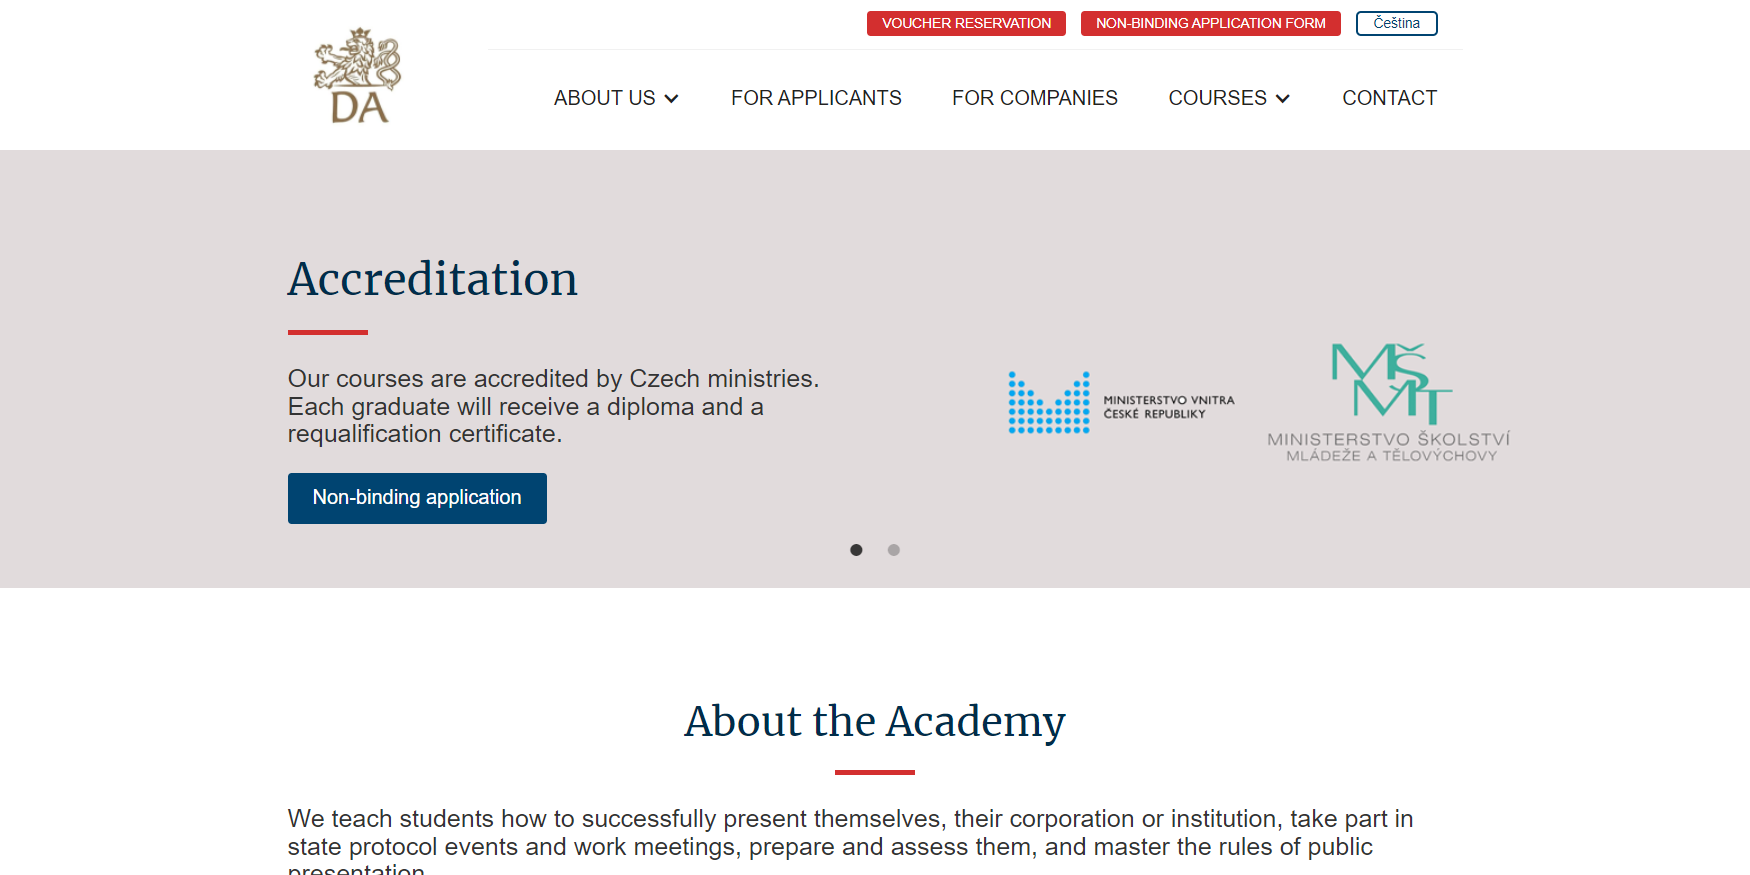 VOUCHER RESERVATION
NON-BINDING APPLICATION FORM
Čeština
DA
ABOUT US
FOR APPLICANTS
FOR COMPANIES
COURSES
CONTACT
Accreditation
Our courses are accredited by Czech ministries.
Each graduate will receive a diploma and a
requalification certificate.
Non-binding application
MINISTERSTVO VNITRA
ČESKÉ REPUBLIKY
MŠ
MT
MINISTERSTVO ŠKOLSTVÍ
MLÁDEŽE A TĚLOVÝCHOVY
About the Academy
We teach students how to successfully present themselves, their corporation or institution, take part in
state protocol events and work meetings, prepare and assess them, and master the rules of public
presentation.